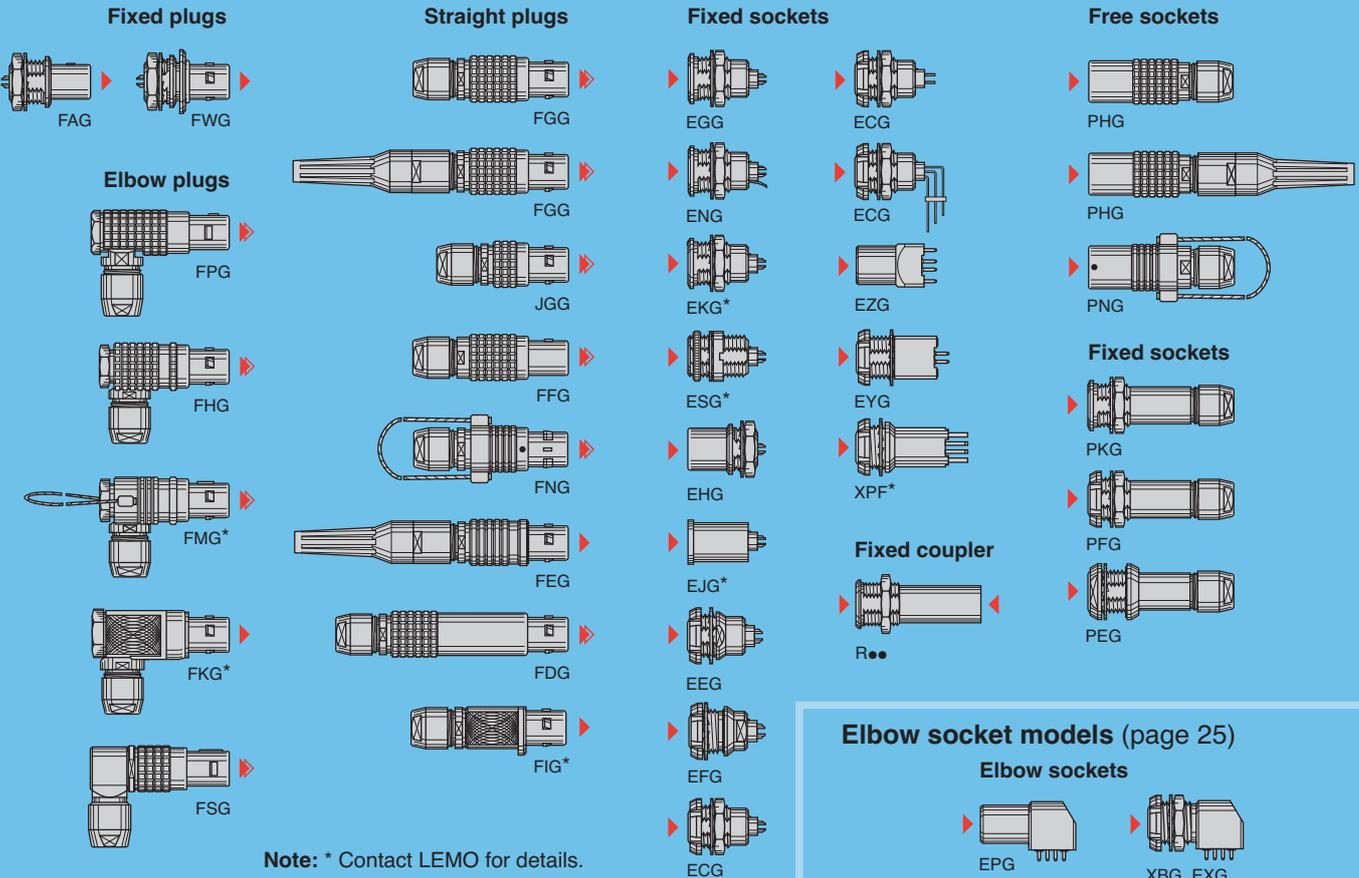 Fixed plugs
FAG
FWG
Elbow plugs
FPG
FHG
FMG*
FKG*
FSG
Straight plugs
FGG
FGG
JGG
FFG
FNG
FEG
FDG
FIG*
Note: * Contact LEMO for details.
Fixed sockets
EGG
ENG
EKG*
ESG*
EHG
EJG*
EEG
EFG
ECG
ECG
ECG
EZG
EYG
XPF*
Fixed coupler
R●●
Free sockets
PHG
PHG
PNG
Fixed sockets
PKG
PFG
PEG
Elbow socket models (page 25)
Elbow sockets
EPG
XBG EXG